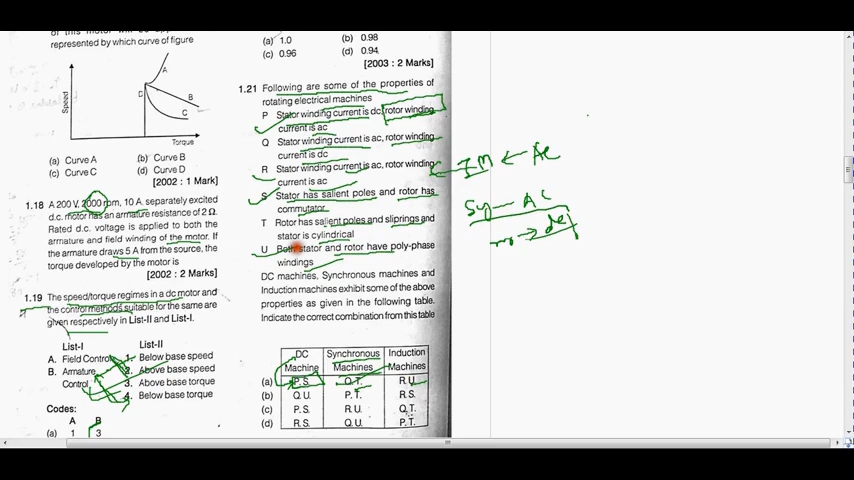 represented by which curve of figure
Speed
A
D
B
C
Torque
(a) Curve A
(b) Curve B
(c) Curve C
(d) Curve D
[2002 : 1 Mark]
1.18 A 200 V, 2000 rpm, 10 A, separately excited
d.c. motor has an armature resistance of 2 Ω.
Rated d.c. voltage is applied to both the
armature and field winding of the motor. If
the armature draws 5 A from the source, the
torque developed by the motor is
[2002 : 2 Marks]
1.19 The speed/torque regimes in a dc motor and
the control methods suitable for the same are
given respectively in List-II and List-I.
List-I
List-II
A. Field Control
1. Below base speed
B. Armature
2. Above base speed
Control
3. Above base torque
4. Below base torque
Codes:
A B
(a) 1 3
(a) 1.0
(b) 0.98
(c) 0.96
(d) 0.94
[2003 : 2 Marks]
1.21 Following are some of the properties of
rotating electrical machines
P Stator winding current is dc, rotor winding
current is ac
Q Stator winding current is ac, rotor winding
current is dc
R Stator winding current is ac, rotor winding
current is ac
S Stator has salient poles and rotor has
commutator
T Rotor has salient poles and sliprings and
stator is cylindrical
U Both stator and rotor have poly-phase
windings
DC machines, Synchronous machines and
Induction machines exhibit some of the above
properties as given in the following table.
Indicate the correct combination from this table
DC Synchronous Induction
Machine Machines Machines
(a) P.S. Q.T. R.U.
(b) Q.U. P.T. R.S.
(c) P.S. R.U. Q.T.
(d) R.S. Q.U. P.T.
IM ← Ac
Sy — AC